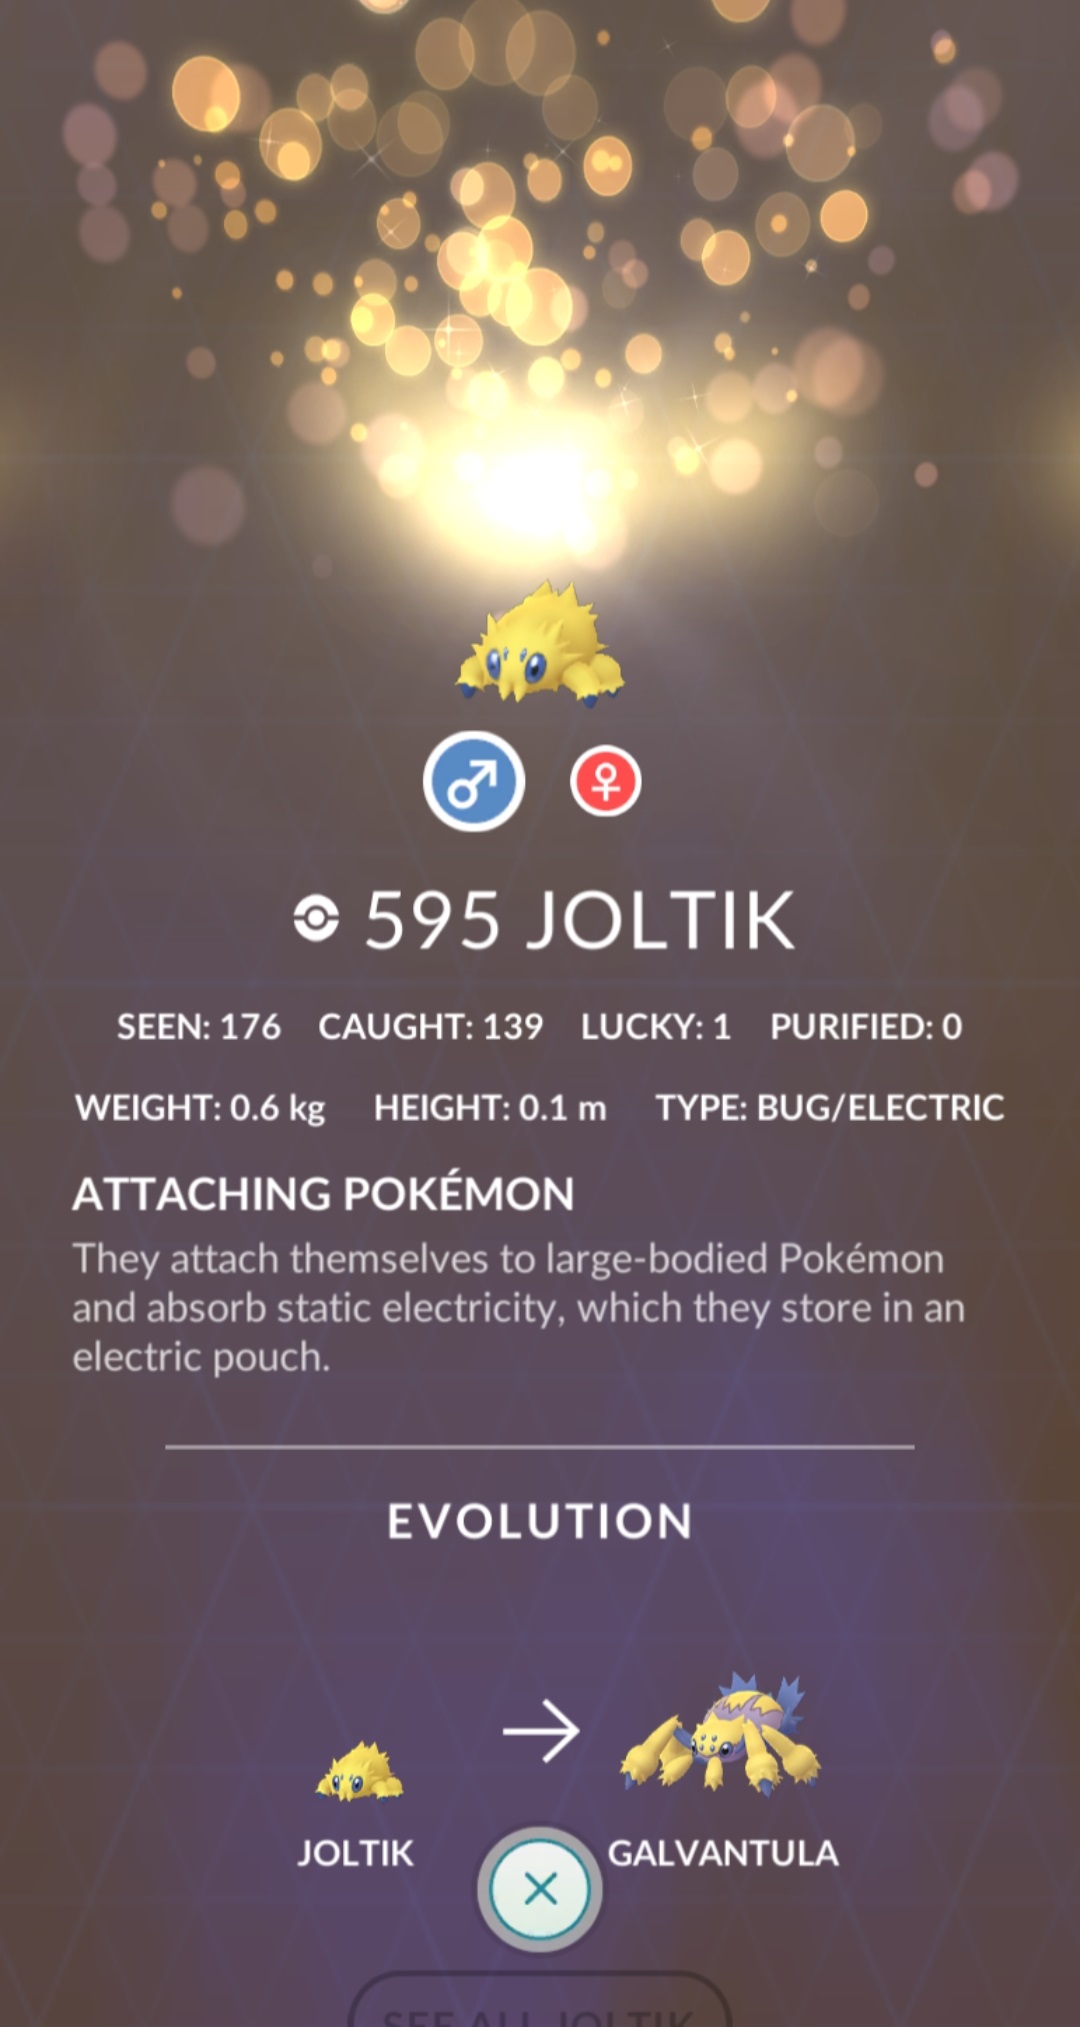 595 JOLTIK
SEEN: 176 CAUGHT: 139 LUCKY: 1 PURIFIED: 0
WEIGHT: 0.6 kg HEIGHT: 0.1 m TYPE: BUG/ELECTRIC
ATTACHING POKÉMON
They attach themselves to large-bodied Pokémon
and absorb static electricity, which they store in an
electric pouch.
EVOLUTION
JOLTIK GALVANTULA
SEE ALL JOLTIK